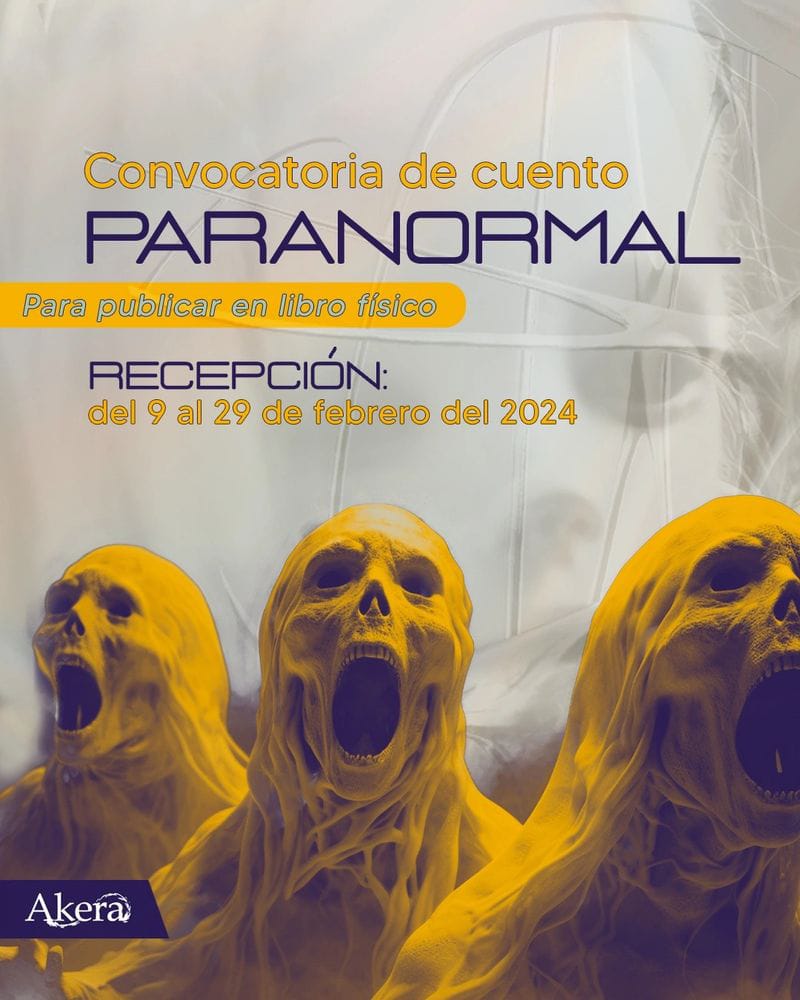 Convocatoria de cuento
PARANORMAL
Para publicar en libro físico
RECEPCIÓN:
del 9 al 29 de febrero del 2024
Akera